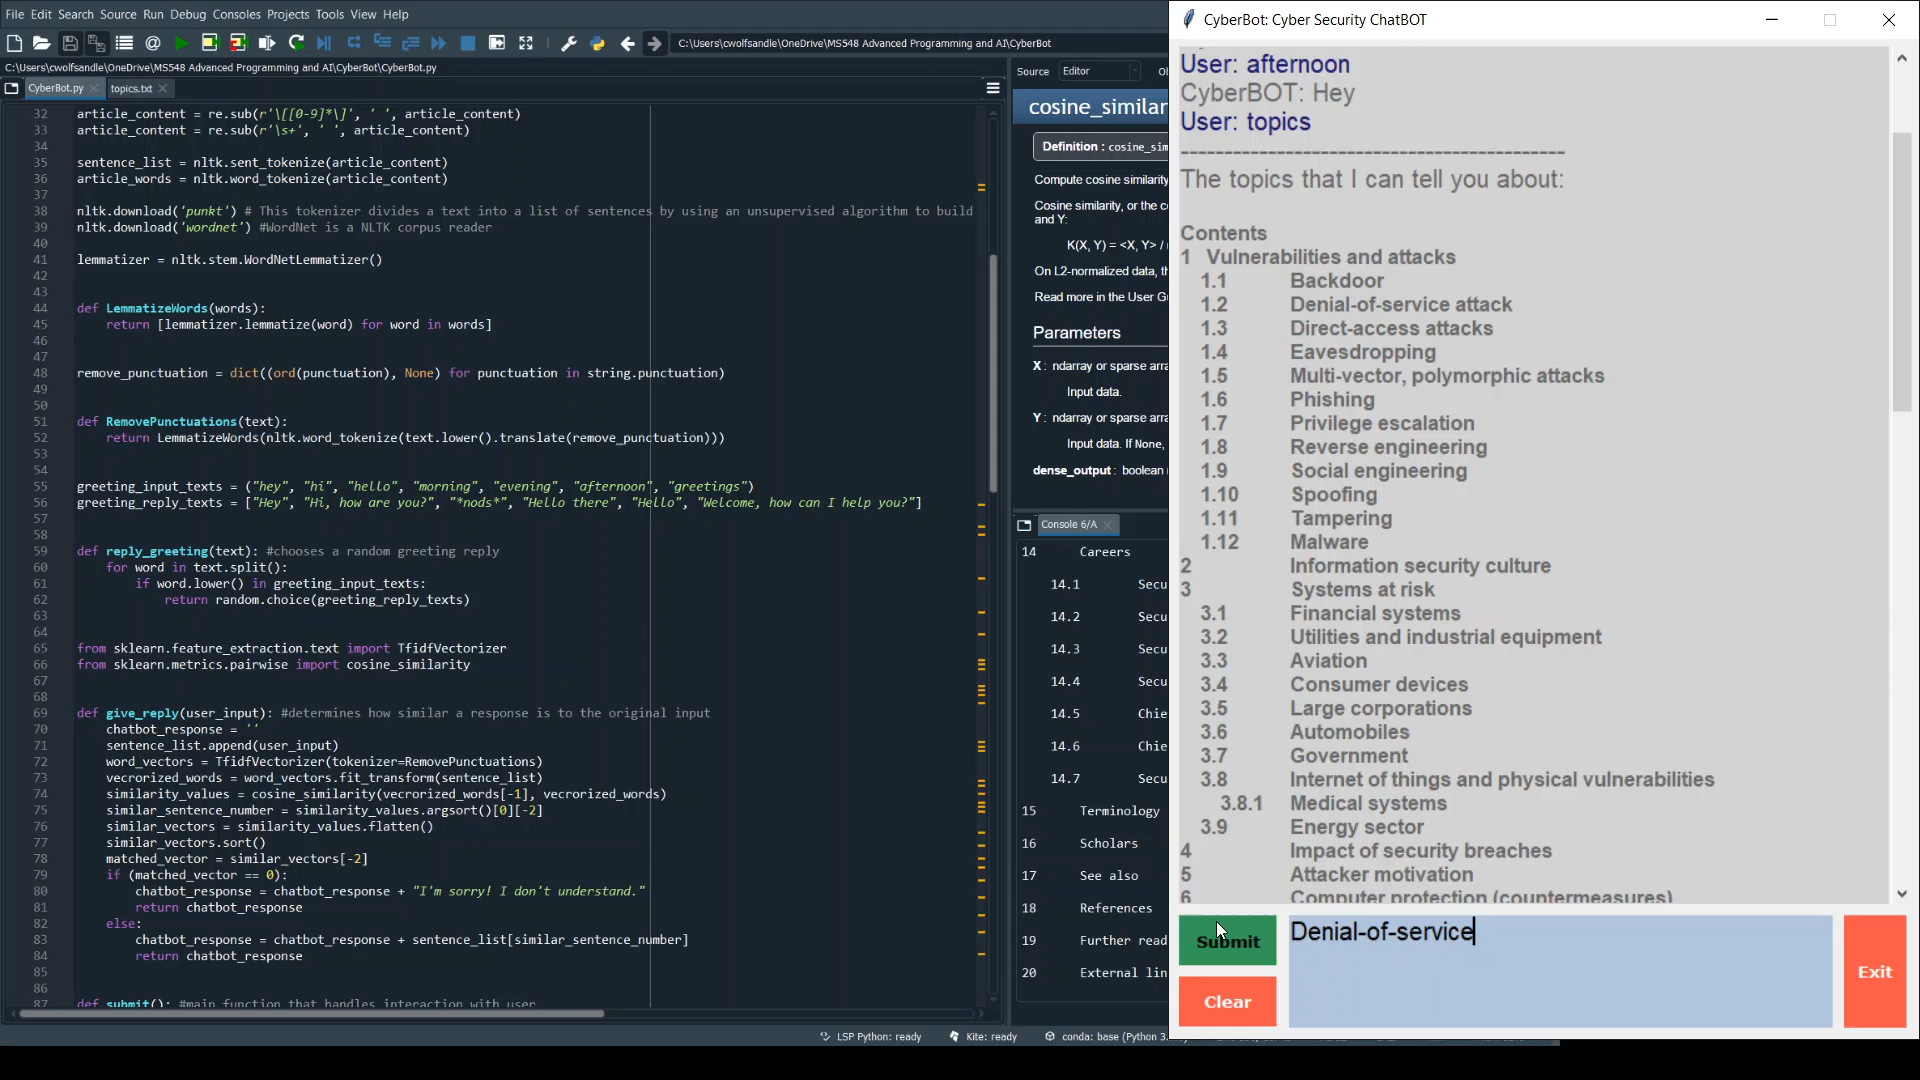 File Edit Search Source Run Debug Consoles Projects Tools View Help
C:\Users\cwolfsandle\OneDrive\MS548 Advanced Programming and AI\CyberBot
C:\Users\cwolfsandle\OneDrive\MS548 Advanced Programming and AI\CyberBot\CyberBot.py
CyberBot.py topics.txt
32 article_content = re.sub(r'\[[0-9]*\]', ' ', article_content)
33 article_content = re.sub(r'\s+', ' ', article_content)
34
35 sentence_list = nltk.sent_tokenize(article_content)
36 article_words = nltk.word_tokenize(article_content)
37
38 nltk.download('punkt') # This tokenizer divides a text into a list of sentences by using an unsupervised algorithm to build
39 nltk.download('wordnet') #WordNet is a NLTK corpus reader
40
41 lemmatizer = nltk.stem.WordNetLemmatizer()
42
43
44 def LemmatizeWords(words):
45 return [lemmatizer.lemmatize(word) for word in words]
46
47
48 remove_punctuation = dict((ord(punctuation), None) for punctuation in string.punctuation)
49
50
51 def RemovePunctuations(text):
52 return LemmatizeWords(nltk.word_tokenize(text.lower().translate(remove_punctuation)))
53
54
55 greeting_input_texts = ("hey", "hi", "hello", "morning", "evening", "afternoon", "greetings")
56 greeting_reply_texts = ["Hey", "Hi, how are you?", "*nods*", "Hello there", "Hello", "Welcome, how can I help you?"]
57
58
59 def reply_greeting(text): #chooses a random greeting reply
60 for word in text.split():
61 if word.lower() in greeting_input_texts:
62 return random.choice(greeting_reply_texts)
63
64
65 from sklearn.feature_extraction.text import TfidfVectorizer
66 from sklearn.metrics.pairwise import cosine_similarity
67
68
69 def give_reply(user_input): #determines how similar a response is to the original input
70 chatbot_response = ''
71 sentence_list.append(user_input)
72 word_vectors = TfidfVectorizer(tokenizer=RemovePunctuations)
73 vecrorized_words = word_vectors.fit_transform(sentence_list)
74 similarity_values = cosine_similarity(vecrorized_words[-1], vecrorized_words)
75 similar_sentence_number = similarity_values.argsort()[0][-2]
76 similar_vectors = similarity_values.flatten()
77 similar_vectors.sort()
78 matched_vector = similar_vectors[-2]
79 if (matched_vector == 0):
80 chatbot_response = chatbot_response + "I'm sorry! I don't understand."
81 return chatbot_response
82 else:
83 chatbot_response = chatbot_response + sentence_list[similar_sentence_number]
84 return chatbot_response
85
86
87 def submit(): #main function that handles interaction with user
Source Editor
cosine_similar
Definition : cosine_sim
Compute cosine similarity
Cosine similarity, or the co
and Y:
K(X, Y) = <X, Y> /
On L2-normalized data, th
Read more in the User G
Parameters
X : ndarray or sparse arra
Input data.
Y : ndarray or sparse arra
Input data. If None,
dense_output : boolean
Console 6/A
14 Careers
14.1 Secu
14.2 Secu
14.3 Secu
14.4 Secu
14.5 Chie
14.6 Chie
14.7 Secu
15 Terminology
16 Scholars
17 See also
18 References
19 Further read
20 External lin
LSP Python: ready Kite: ready conda: base (Python 3.
CyberBot: Cyber Security ChatBOT
User: afternoon
CyberBOT: Hey
User: topics
--------------------------------------------
The topics that I can tell you about:
Contents
1 Vulnerabilities and attacks
1.1 Backdoor
1.2 Denial-of-service attack
1.3 Direct-access attacks
1.4 Eavesdropping
1.5 Multi-vector, polymorphic attacks
1.6 Phishing
1.7 Privilege escalation
1.8 Reverse engineering
1.9 Social engineering
1.10 Spoofing
1.11 Tampering
1.12 Malware
2 Information security culture
3 Systems at risk
3.1 Financial systems
3.2 Utilities and industrial equipment
3.3 Aviation
3.4 Consumer devices
3.5 Large corporations
3.6 Automobiles
3.7 Government
3.8 Internet of things and physical vulnerabilities
3.8.1 Medical systems
3.9 Energy sector
4 Impact of security breaches
5 Attacker motivation
6 Computer protection (countermeasures)
Submit
Denial-of-service
Clear
Exit